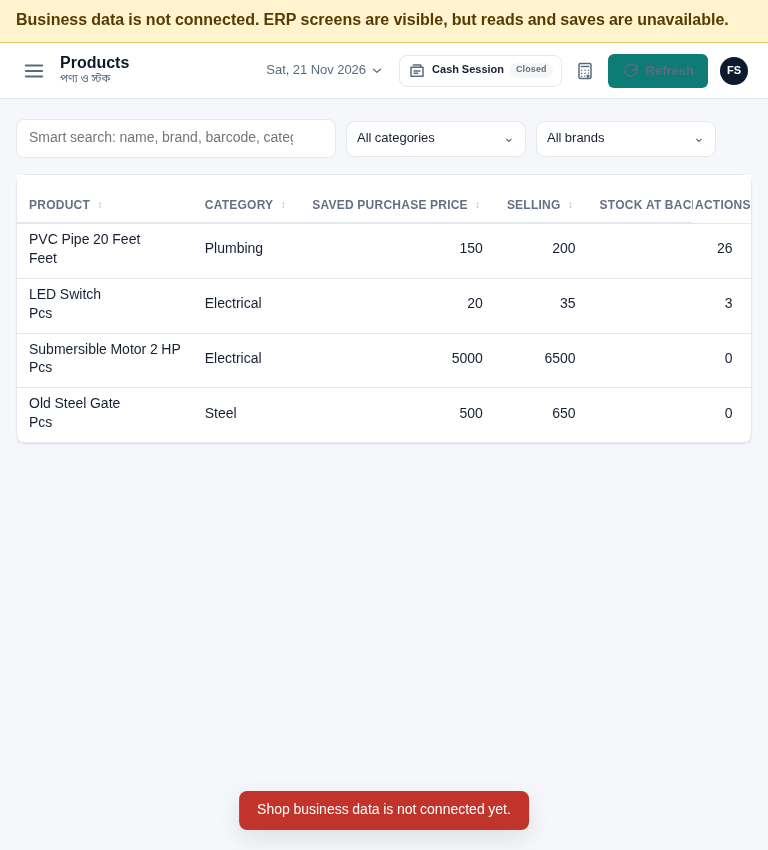 Business data is not connected. ERP screens are visible, but reads and saves are unavailable.
Products
পণ্য ও স্টক
Sat, 21 Nov 2026
Cash Session Closed
Refresh
FS
Smart search: name, brand, barcode, categ
All categories
All brands
PRODUCT CATEGORY SAVED PURCHASE PRICE SELLING STOCK AT BACK ACTIONS
PVC Pipe 20 Feet
Feet
Plumbing 150 200 26
LED Switch
Pcs
Electrical 20 35 3
Submersible Motor 2 HP
Pcs
Electrical 5000 6500 0
Old Steel Gate
Pcs
Steel 500 650 0
Shop business data is not connected yet.